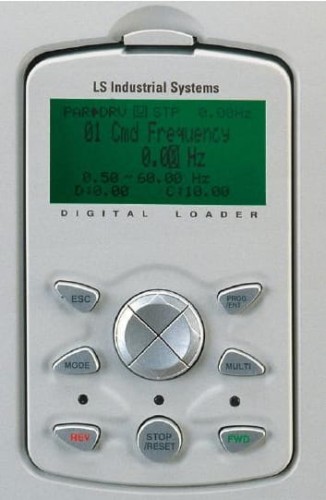 LS Industrial Systems
PAR DRV STP 0.00Hz
01 Cmd Frequency
0.00 Hz
0.50 ~ 60.00 Hz
D:0.00 C:10.00
DIGITAL LOADER
ESC
PROG /ENT
MODE
MULTI
REV
STOP /RESET
FWD